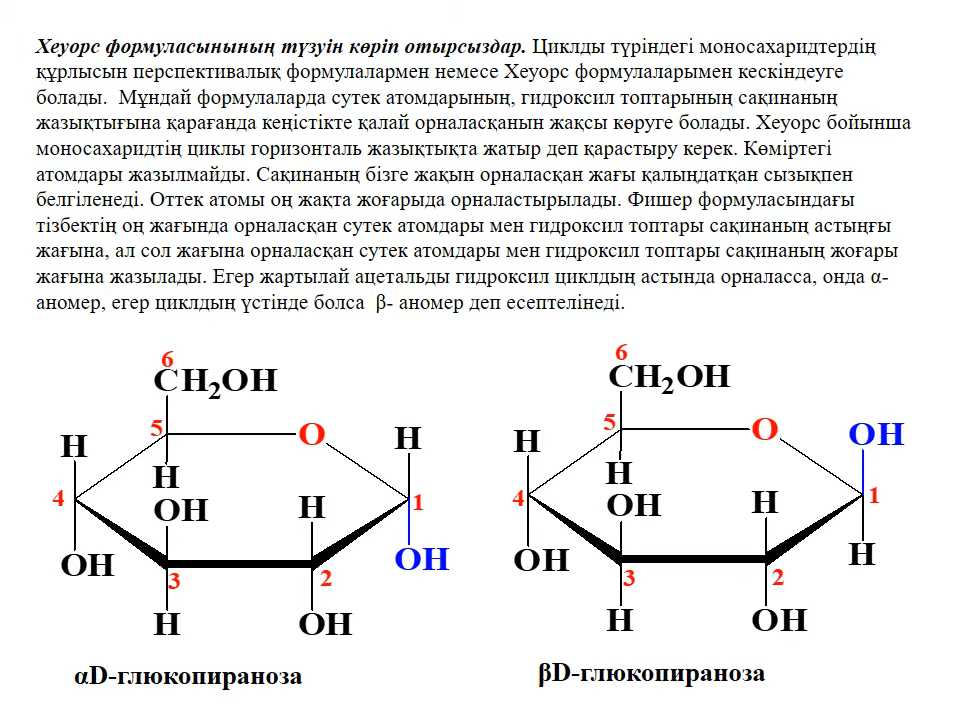 Хеуорс формуласынының түзуін көріп отырсыздар. Циклды түріндегі моносахаридтердің
құрлысын перспективалық формулалармен немесе Хеуорс формулаларымен кескіндеуге
болады. Мұндай формулаларда сутек атомдарының, гидроксил топтарының сақинаның
жазықтығына қарағанда кеңістікте қалай орналасқанын жақсы көруге болады. Хеуорс бойынша
моносахаридтің циклы горизонталь жазықтықта жатыр деп қарастыру керек. Көміртегі
атомдары жазылмайды. Сақинаның бізге жақын орналасқан жағы қалыңдатқан сызықпен
белгіленеді. Оттек атомы оң жақта жоғарыда орналастырылады. Фишер формуласындағы
тізбектің оң жағында орналасқан сутек атомдары мен гидроксил топтары сақинаның астыңғы
жағына, ал сол жағына орналасқан сутек атомдары мен гидроксил топтары сақинаның жоғары
жағына жазылады. Егер жартылай ацетальды гидроксил циклдың астында орналасса, онда α-
аномер, егер циклдың үстінде болса β- аномер деп есептелінеді.
6
CH₂OH
5
O
H
H
4
H
OH
H
1
OH
OH
3
2
H
OH
αD-глюкопираноза
6
CH₂OH
5
O
OH
H
4
H
OH
H
1
OH
H
3
2
H
OH
βD-глюкопираноза